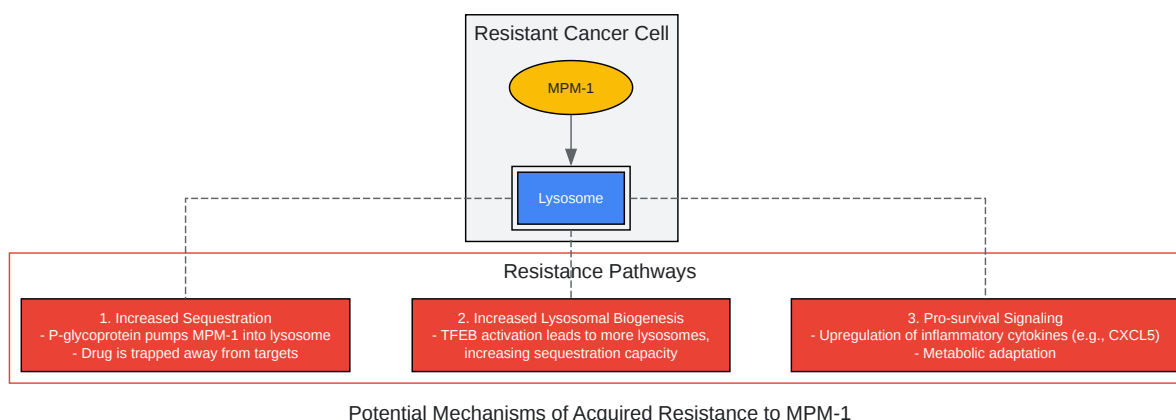 Resistant Cancer Cell
MPM-1
Lysosome
Resistance Pathways
1. Increased Sequestration
- P-glycoprotein pumps MPM-1 into lysosome
- Drug is trapped away from targets
2. Increased Lysosomal Biogenesis
- TFEB activation leads to more lysosomes,
increasing sequestration capacity
3. Pro-survival Signaling
- Upregulation of inflammatory cytokines (e.g., CXCL5)
- Metabolic adaptation
Potential Mechanisms of Acquired Resistance to MPM-1